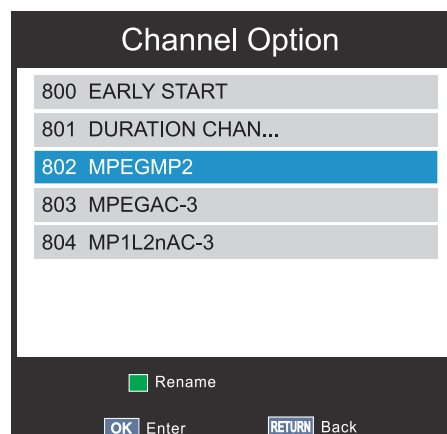 Channel Option
800 EARLY START
801 DURATION CHAN...
802 MPEGMP2
803 MPEGAC-3
804 MP1L2nAC-3
Rename
OK Enter RETURN Back